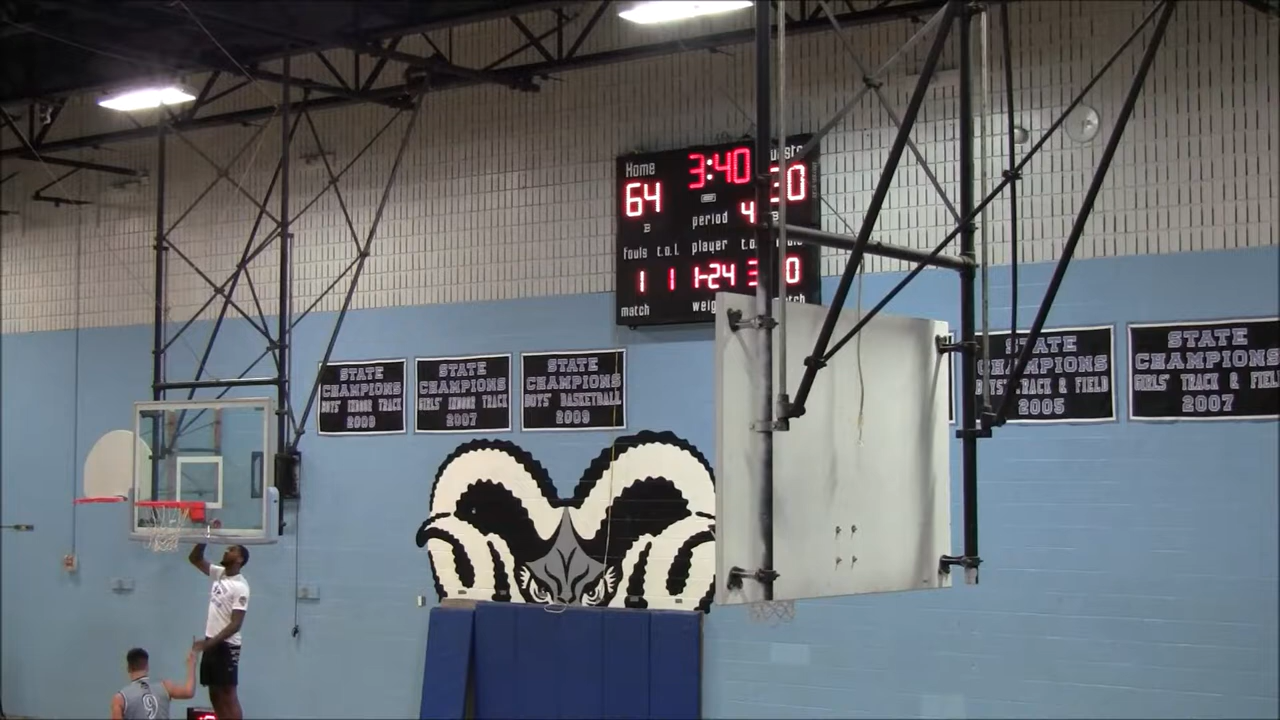 Home 3:40
64
period 4
fouls t.o.l player
1 1 1-24 3 0
match
STATE
CHAMPIONS
BOYS' INDOOR TRACK
STATE
CHAMPIONS
GIRLS' INDOOR TRACK
2007
STATE
CHAMPIONS
BOYS' BASKETBALL
2009
STATE
CHAMPIONS
BOYS' TRACK & FIELD
2005
STATE
CHAMPIONS
GIRLS' TRACK & FIELD
2007
9